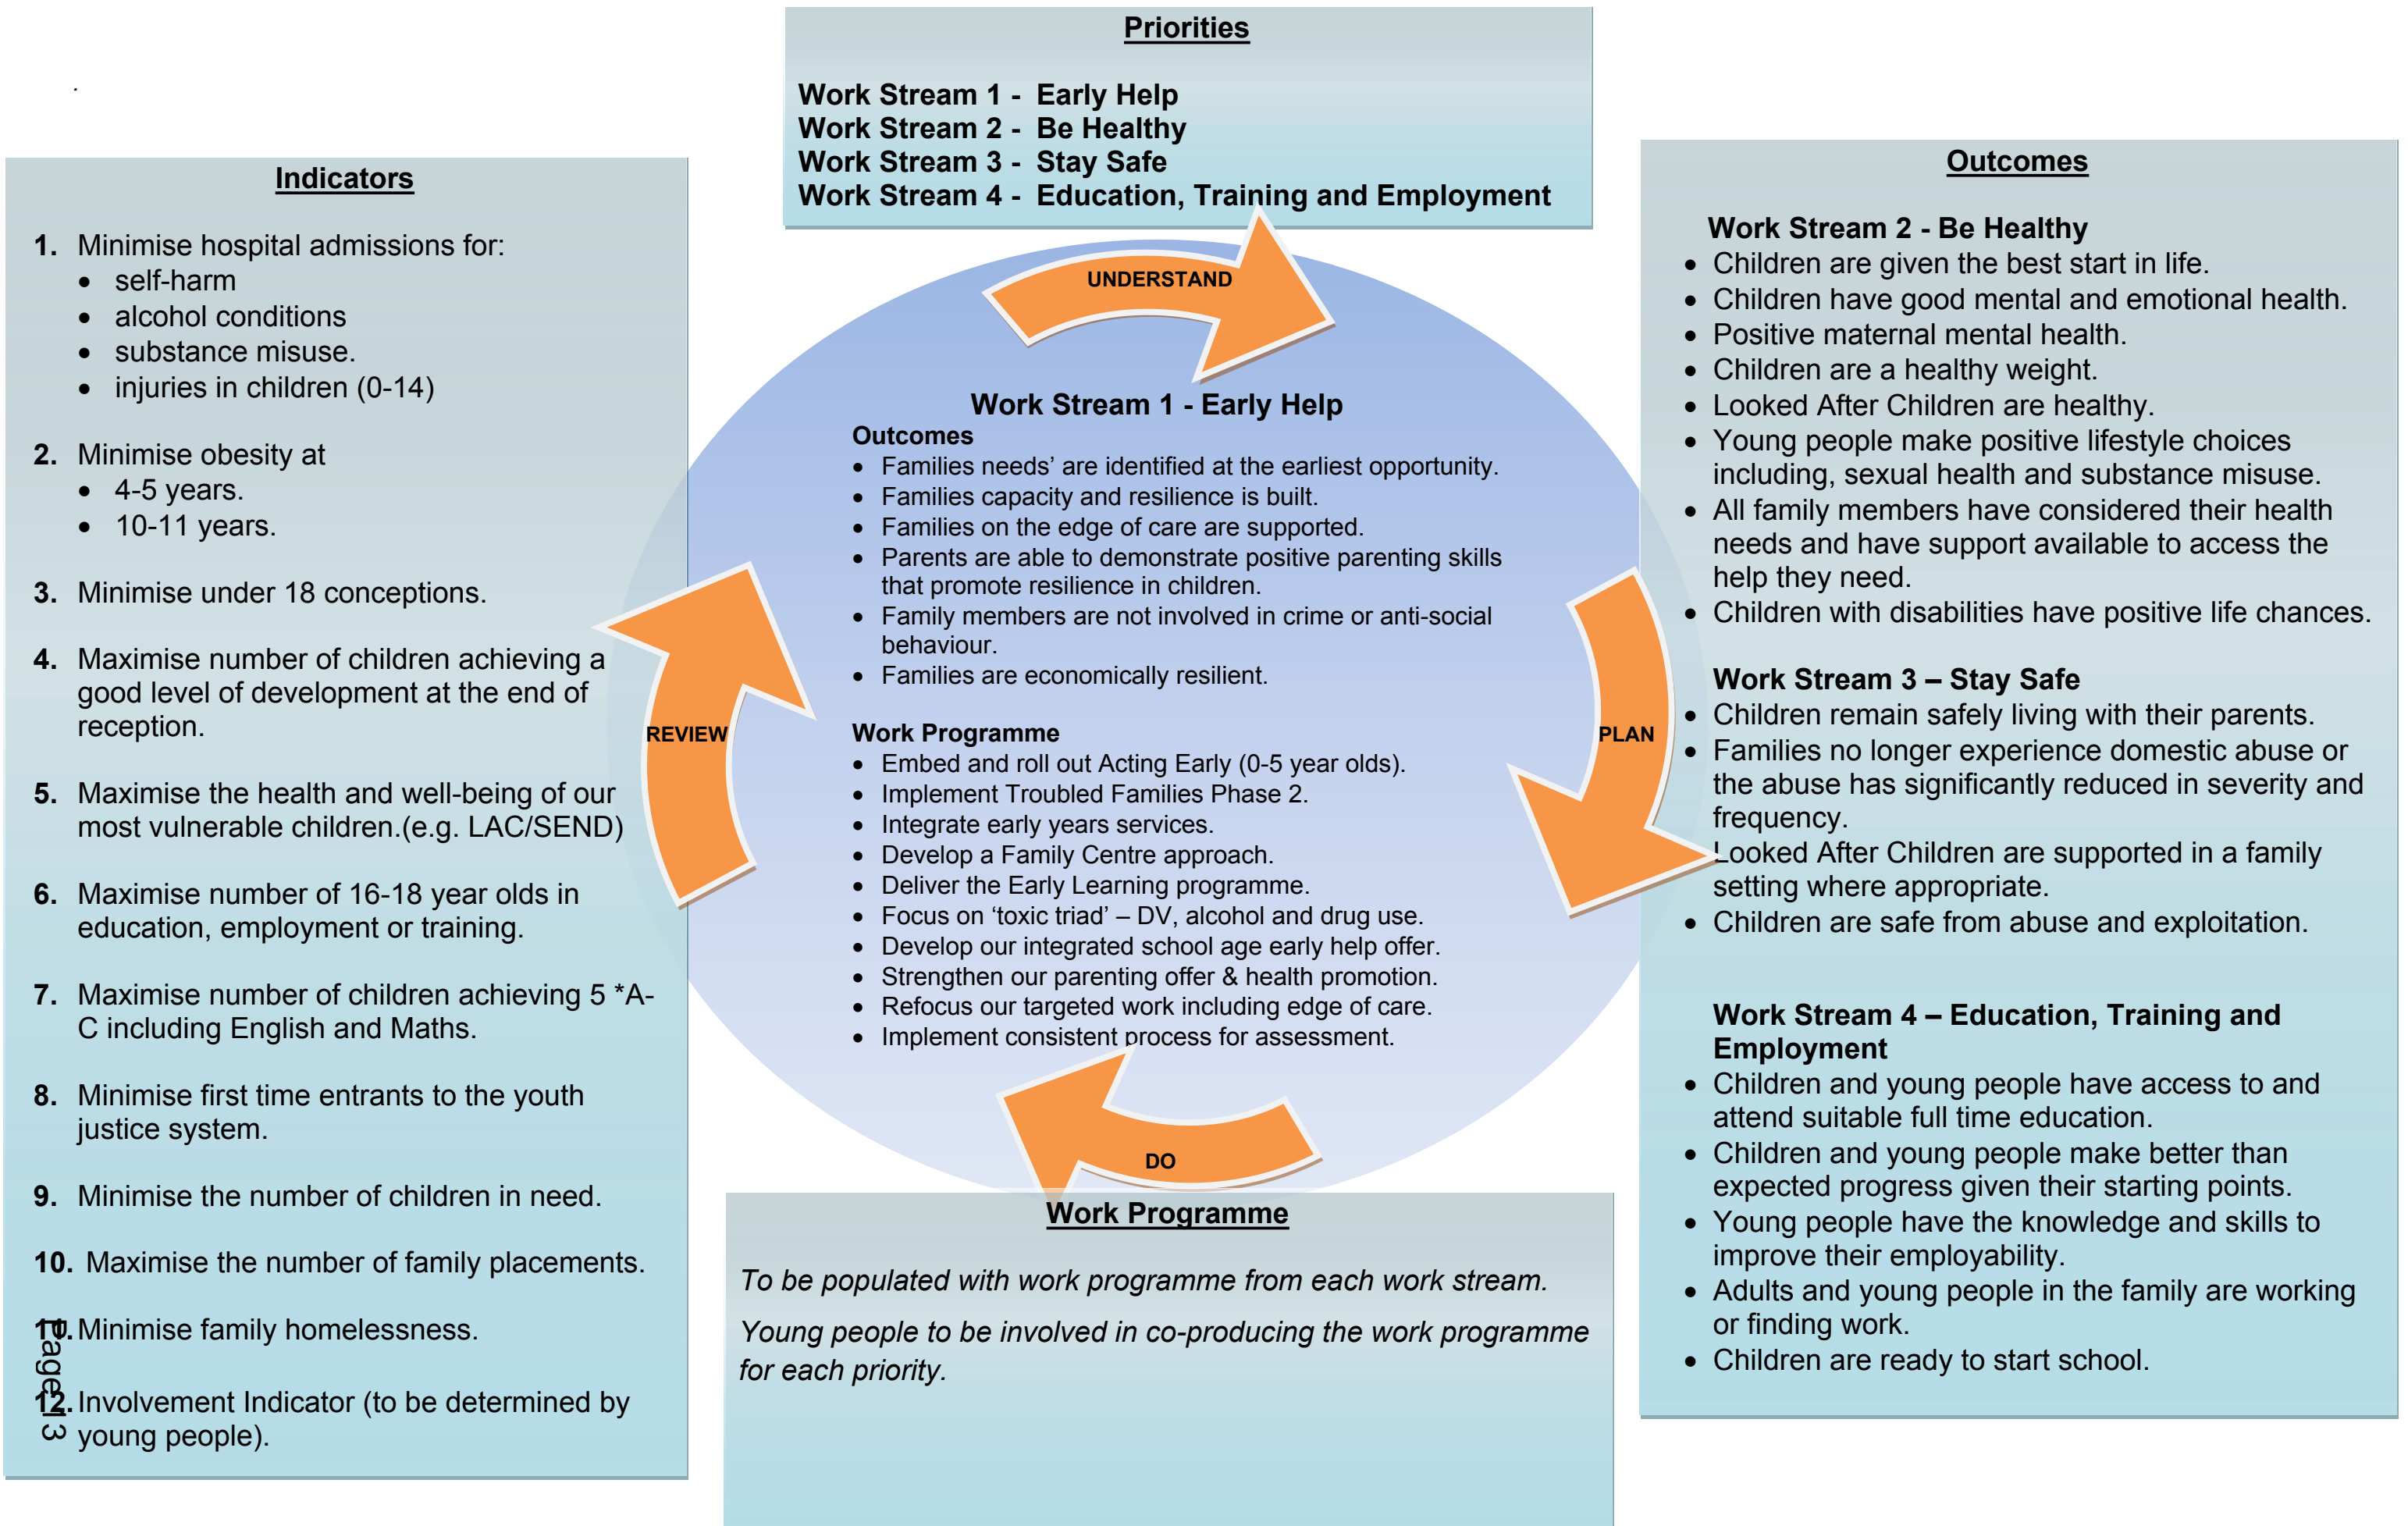 Priorities
Work Stream 1 - Early Help
Work Stream 2 - Be Healthy
Work Stream 3 - Stay Safe
Work Stream 4 - Education, Training and Employment
.
Indicators
1. Minimise hospital admissions for:
• self-harm
• alcohol conditions
• substance misuse.
• injuries in children (0-14)
2. Minimise obesity at
• 4-5 years.
• 10-11 years.
3. Minimise under 18 conceptions.
4. Maximise number of children achieving a
good level of development at the end of
reception.
5. Maximise the health and well-being of our
most vulnerable children.(e.g. LAC/SEND)
6. Maximise number of 16-18 year olds in
education, employment or training.
7. Maximise number of children achieving 5 *A-
C including English and Maths.
8. Minimise first time entrants to the youth
justice system.
9. Minimise the number of children in need.
10. Maximise the number of family placements.
11. Minimise family homelessness.
12. Involvement Indicator (to be determined by
young people).
Page 13
UNDERSTAND
PLAN
DO
REVIEW
Work Stream 1 - Early Help
Outcomes
• Families needs’ are identified at the earliest opportunity.
• Families capacity and resilience is built.
• Families on the edge of care are supported.
• Parents are able to demonstrate positive parenting skills
that promote resilience in children.
• Family members are not involved in crime or anti-social
behaviour.
• Families are economically resilient.
Work Programme
• Embed and roll out Acting Early (0-5 year olds).
• Implement Troubled Families Phase 2.
• Integrate early years services.
• Develop a Family Centre approach.
• Deliver the Early Learning programme.
• Focus on ‘toxic triad’ – DV, alcohol and drug use.
• Develop our integrated school age early help offer.
• Strengthen our parenting offer & health promotion.
• Refocus our targeted work including edge of care.
• Implement consistent process for assessment.
Outcomes
Work Stream 2 - Be Healthy
• Children are given the best start in life.
• Children have good mental and emotional health.
• Positive maternal mental health.
• Children are a healthy weight.
• Looked After Children are healthy.
• Young people make positive lifestyle choices
including, sexual health and substance misuse.
• All family members have considered their health
needs and have support available to access the
help they need.
• Children with disabilities have positive life chances.
Work Stream 3 – Stay Safe
• Children remain safely living with their parents.
• Families no longer experience domestic abuse or
the abuse has significantly reduced in severity and
frequency.
Looked After Children are supported in a family
setting where appropriate.
• Children are safe from abuse and exploitation.
Work Stream 4 – Education, Training and
Employment
• Children and young people have access to and
attend suitable full time education.
• Children and young people make better than
expected progress given their starting points.
• Young people have the knowledge and skills to
improve their employability.
• Adults and young people in the family are working
or finding work.
• Children are ready to start school.
Work Programme
To be populated with work programme from each work stream.
Young people to be involved in co-producing the work programme
for each priority.